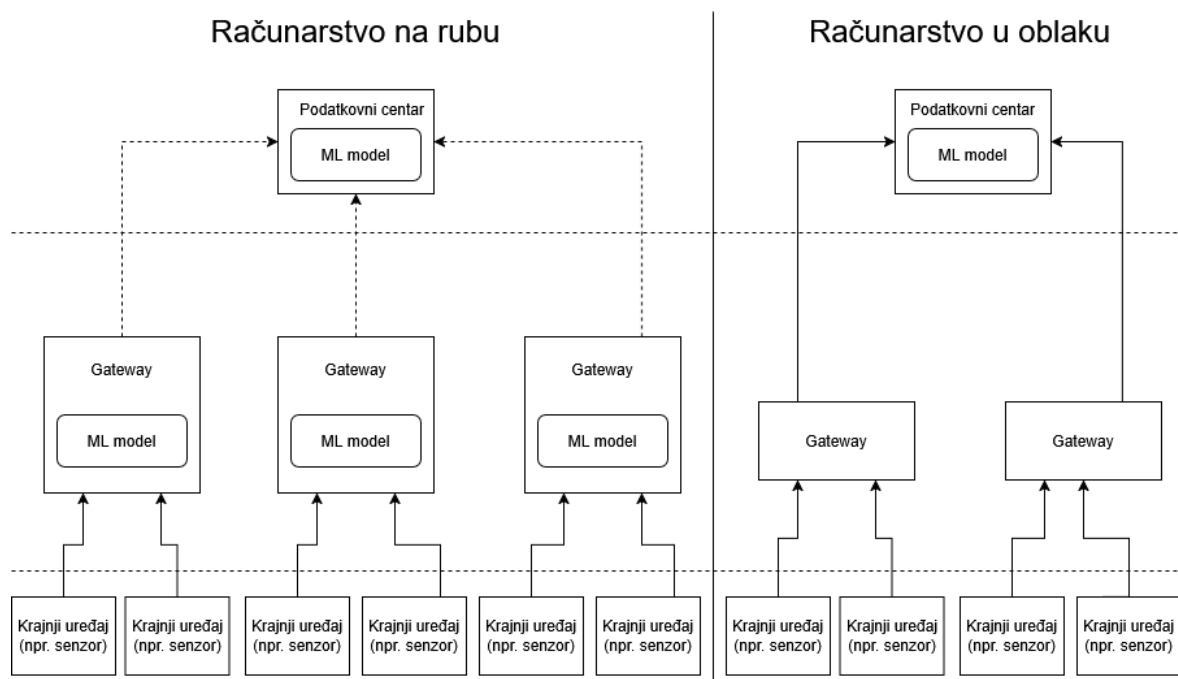 Računarstvo na rubu
Računarstvo u oblaku
Podatkovni centar
ML model
Podatkovni centar
ML model
Gateway
ML model
Gateway
ML model
Gateway
ML model
Gateway
Gateway
Krajnji uređaj
(npr. senzor)
Krajnji uređaj
(npr. senzor)
Krajnji uređaj
(npr. senzor)
Krajnji uređaj
(npr. senzor)
Krajnji uređaj
(npr. senzor)
Krajnji uređaj
(npr. senzor)
Krajnji uređaj
(npr. senzor)
Krajnji uređaj
(npr. senzor)
Krajnji uređaj
(npr. senzor)
Krajnji uređaj
(npr. senzor)